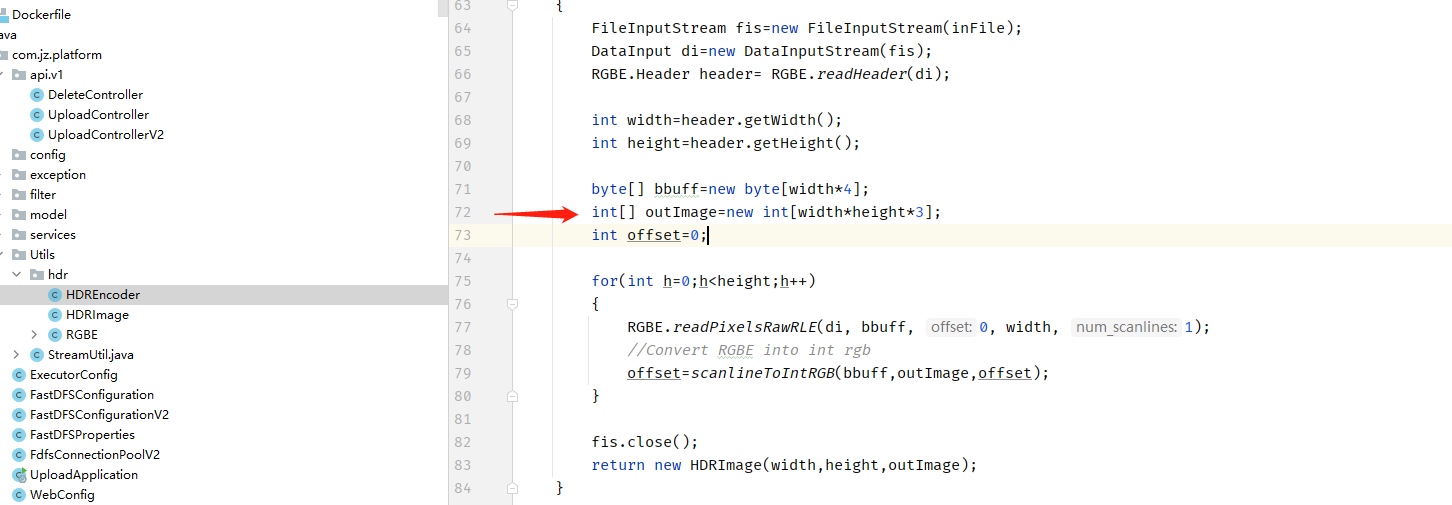 Dockerfile
ava
com.jz.platform
api.v1
DeleteController
UploadController
UploadControllerV2
config
exception
filter
model
services
Utils
hdr
HDREncoder
HDRImage
RGBE
StreamUtil.java
ExecutorConfig
FastDFSConfiguration
FastDFSConfigurationV2
FastDFSProperties
FdfsConnectionPoolV2
UploadApplication
WebConfig
63 {
64 FileInputStream fis=new FileInputStream(inFile);
65 DataInput di=new DataInputStream(fis);
66 RGBE.Header header= RGBE.readHeader(di);
67
68 int width=header.getWidth();
69 int height=header.getHeight();
70
71 byte[] bbuff=new byte[width*4];
72 int[] outImage=new int[width*height*3];
73 int offset=0;
74
75 for(int h=0;h<height;h++)
76 {
77 RGBE.readPixelsRawRLE(di, bbuff, offset: 0, width, num_scanlines: 1);
78 //Convert RGBE into int rgb
79 offset=scanlineToIntRGB(bbuff,outImage,offset);
80 }
81
82 fis.close();
83 return new HDRImage(width,height,outImage);
84 }